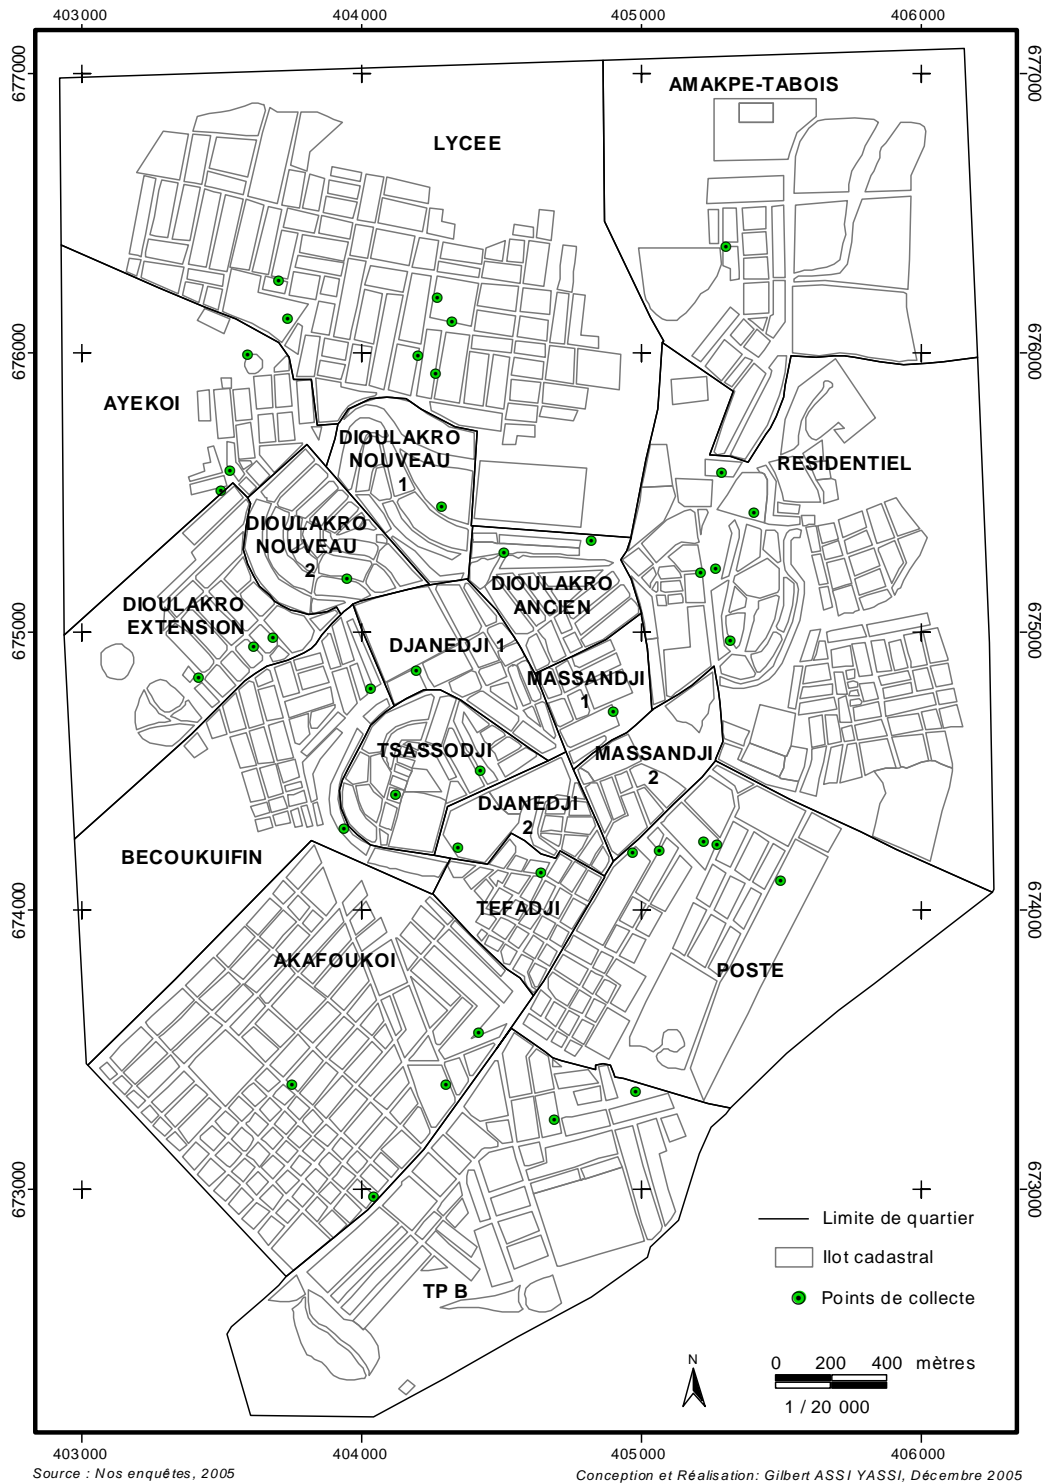 403000 404000 405000 406000
677000 677000
AMAKPE-TABOIS
LYCEE
676000 676000
AYEKOI
DIOULAKRO
NOUVEAU
1
RESIDENTIEL
DIOULAKRO
NOUVEAU
2
DIOULAKRO
ANCIEN
DIOULAKRO
EXTENSION
675000 675000
DJANEDJI 1
MASSANDJI
1
TSASSODJI
MASSANDJI
2
DJANEDJI
2
BECOUKUIFIN
674000 674000
TEFADJI
AKAFOUKOI
POSTE
673000 673000
Limite de quartier
Ilot cadastral
TP B
Points de collecte
N
0 200 400 mètres
1 / 20 000
403000 404000 405000 406000
Source : Nos enquêtes, 2005
Conception et Réalisation: Gilbert ASSI YASSI, Décembre 2005